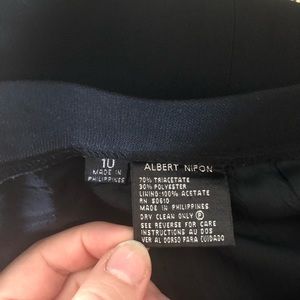 10
MADE IN
PHILIPPINES
ALBERT NIPON
70% TRIACETATE
30% POLYESTER
LINING: 100% ACETATE
RN 50610
MADE IN PHILIPPINES
DRY CLEAN ONLY Ⓟ
SEE REVERSE FOR CARE
INSTRUCTIONS AU DOS
VER AL DORSO PARA CUIDADO